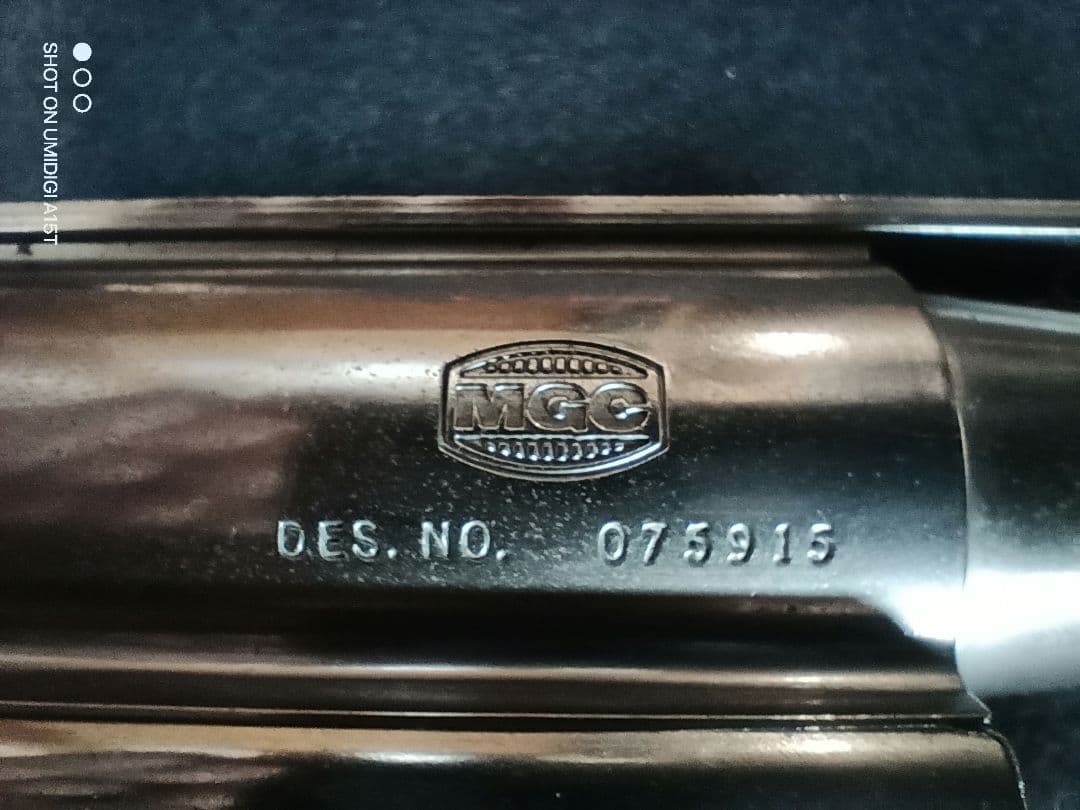 MGC
DES. NO. 075915
SHOT ON UMIDIGI A15T